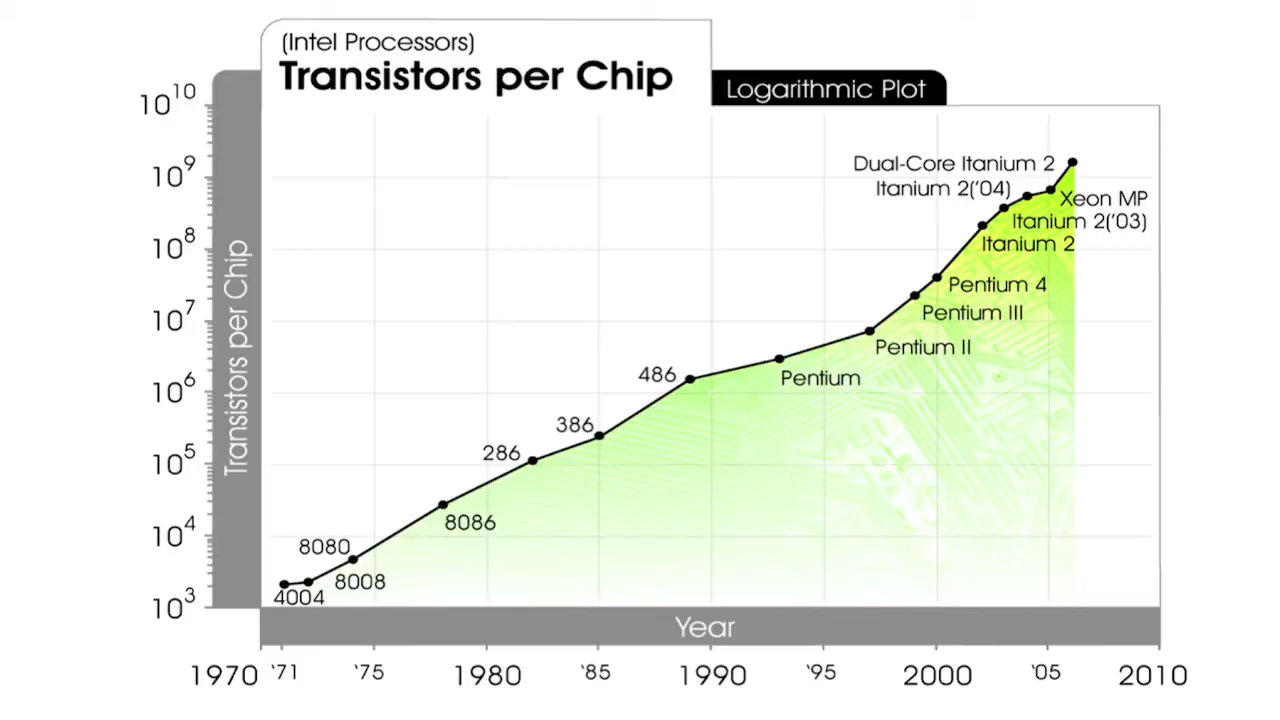 (Intel Processors)
Transistors per Chip
Logarithmic Plot
10^10
10^9
10^8
10^7
10^6
10^5
10^4
10^3
Transistors per Chip
Dual-Core Itanium 2
Itanium 2('04)
Xeon MP
Itanium 2('03)
Itanium 2
Pentium 4
Pentium III
Pentium II
Pentium
486
386
286
8086
8080
8008
4004
Year
1970 '71 '75 1980 '85 1990 '95 2000 '05 2010